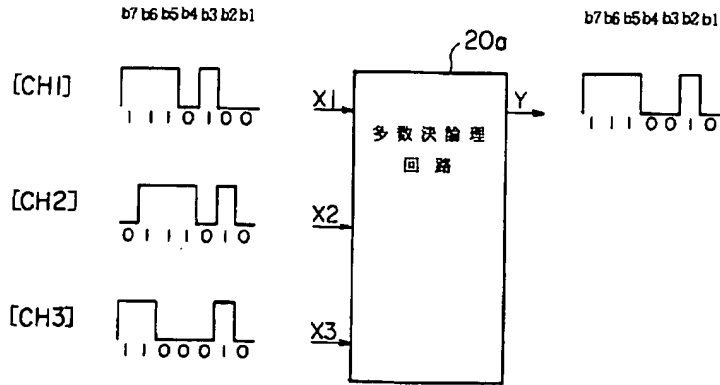 b7 b6 b5 b4 b3 b2 b1
b7 b6 b5 b4 b3 b2 b1
20a
[CH1]
1 1 1 0 1 0 0
X1
多数決論理
回路
Y
1 1 1 0 0 1 0
[CH2]
0 1 1 1 0 1 0
X2
[CH3]
1 1 0 0 0 1 0
X3